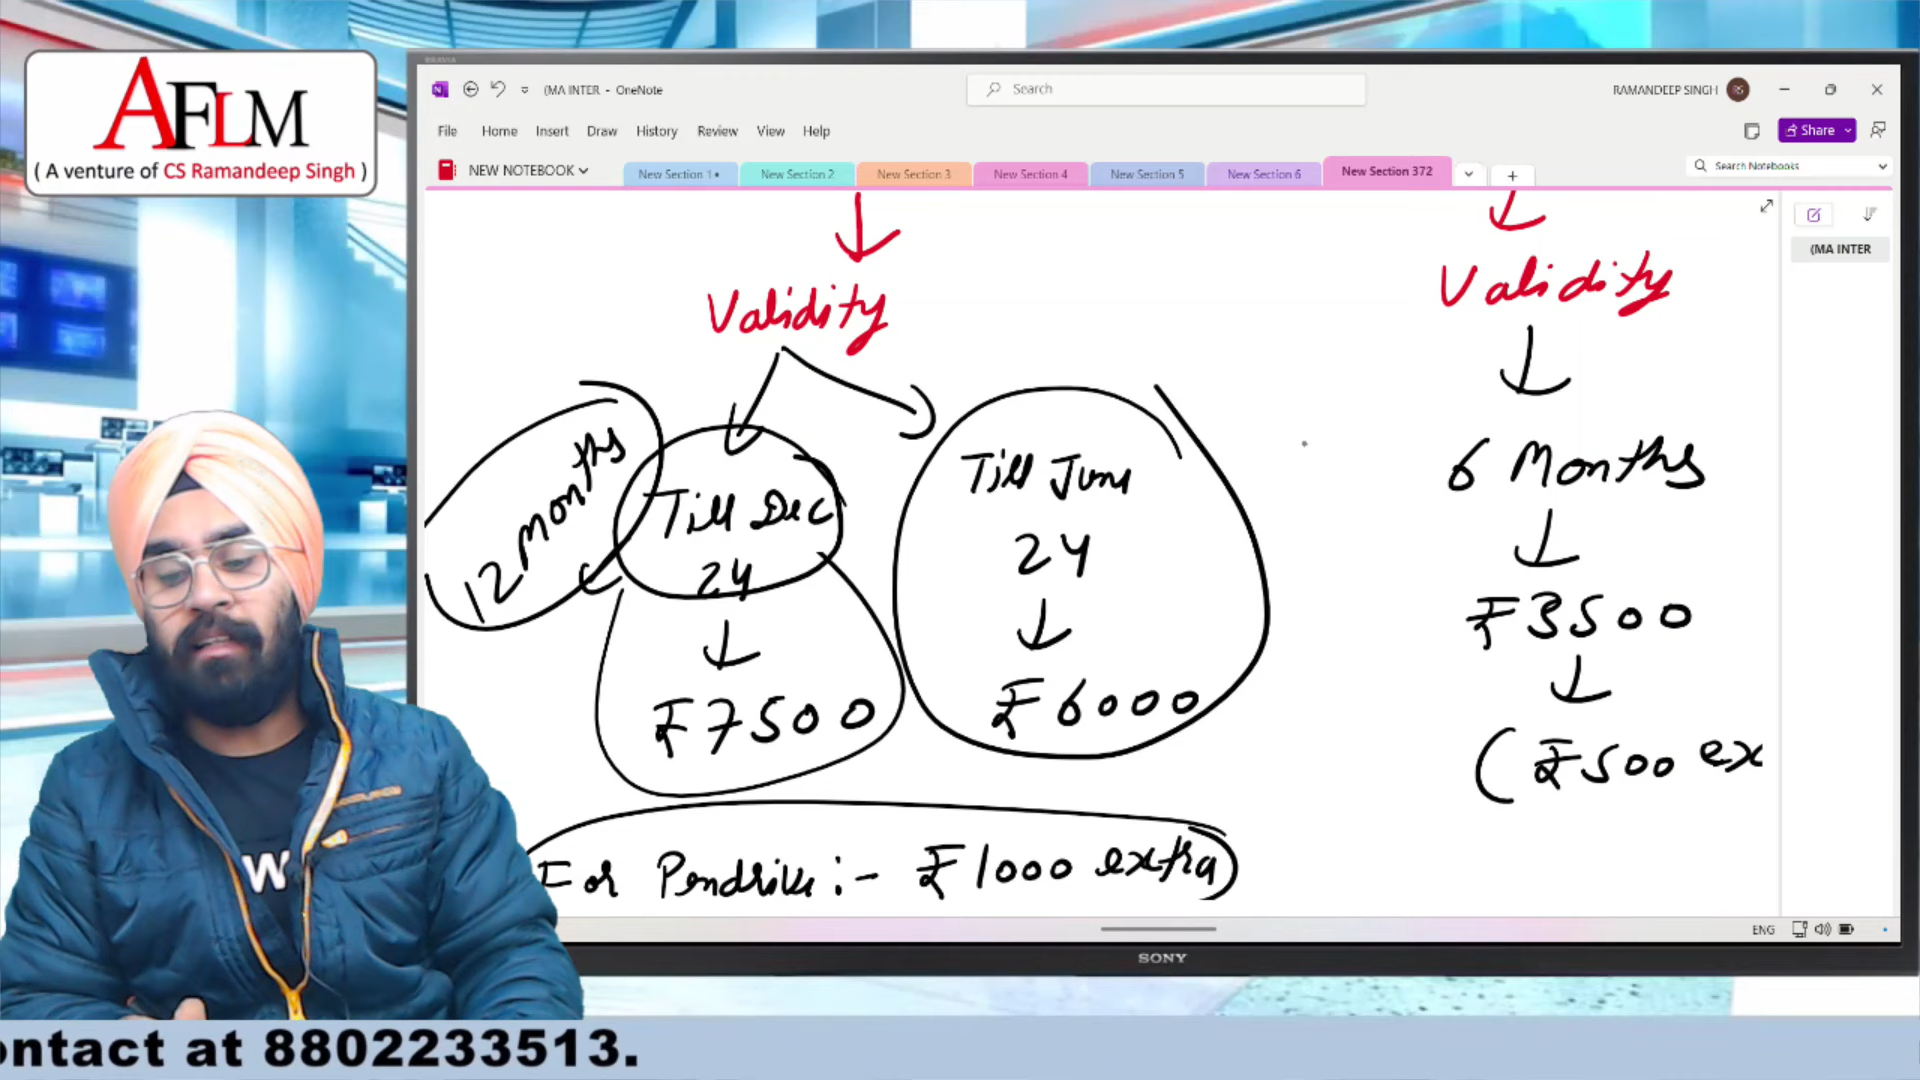 AFLM
( A venture of CS Ramandeep Singh )
(MA INTER - OneNote
Search
RAMANDEEP SINGH
RS
File Home Insert Draw History Review View Help
Share
NEW NOTEBOOK
New Section 1
New Section 2
New Section 3
New Section 4
New Section 5
New Section 6
New Section 372
+
Search Notebooks
(MA INTER
Validity
12 Months
Till Dec
24
₹7500
Till June
24
₹6000
Validity
6 Months
₹3500
(₹500 ex
For Pendrive :- ₹1000 extra
ENG
SONY
W
ontact at 8802233513.